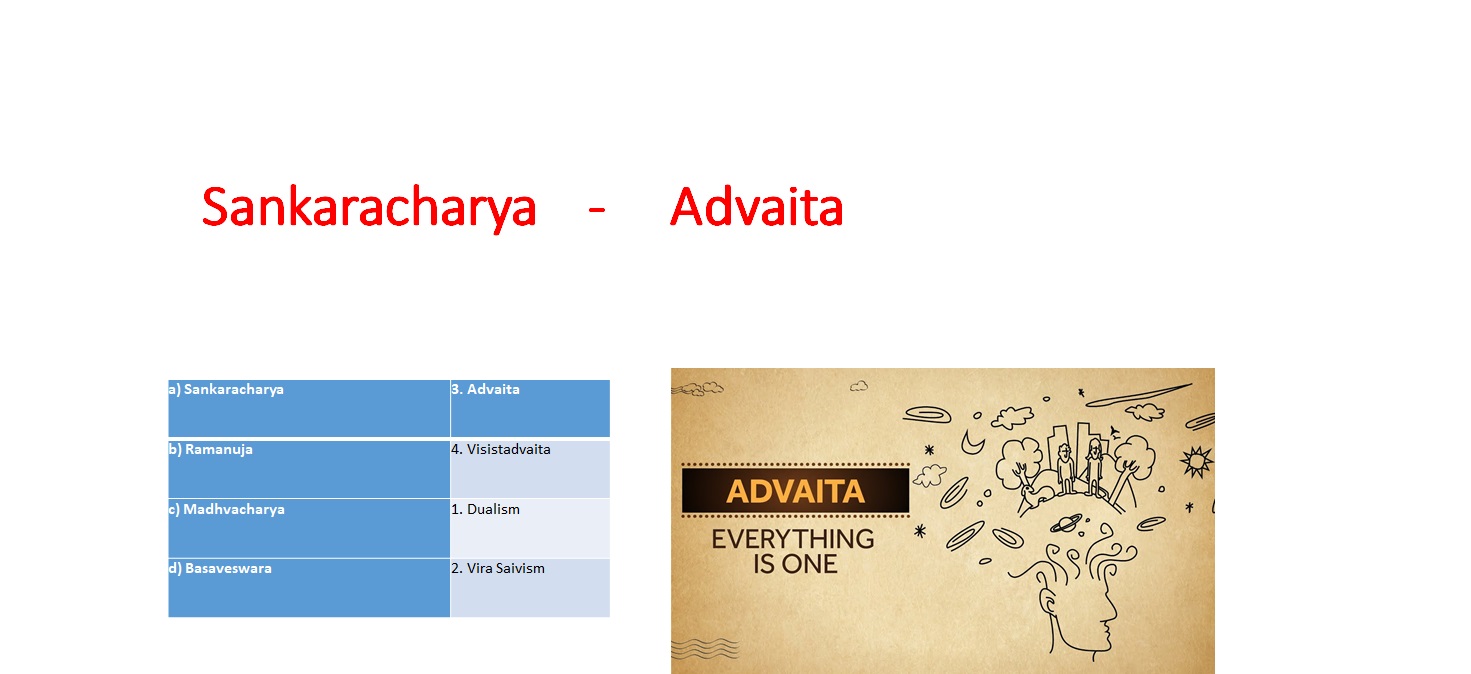 Sankaracharya - Advaita
a) Sankaracharya 3. Advaita
b) Ramanuja 4. Visistadvaita
c) Madhvacharya 1. Dualism
d) Basaveswara 2. Vira Saivism
ADVAITA
EVERYTHING
IS ONE